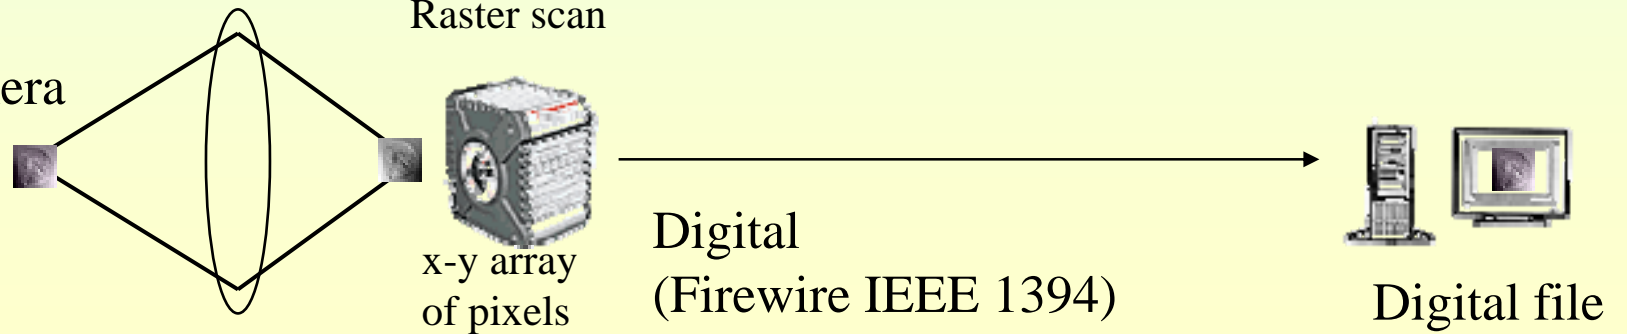 Raster scan
era
x-y array
of pixels
Digital
(Firewire IEEE 1394)
Digital file